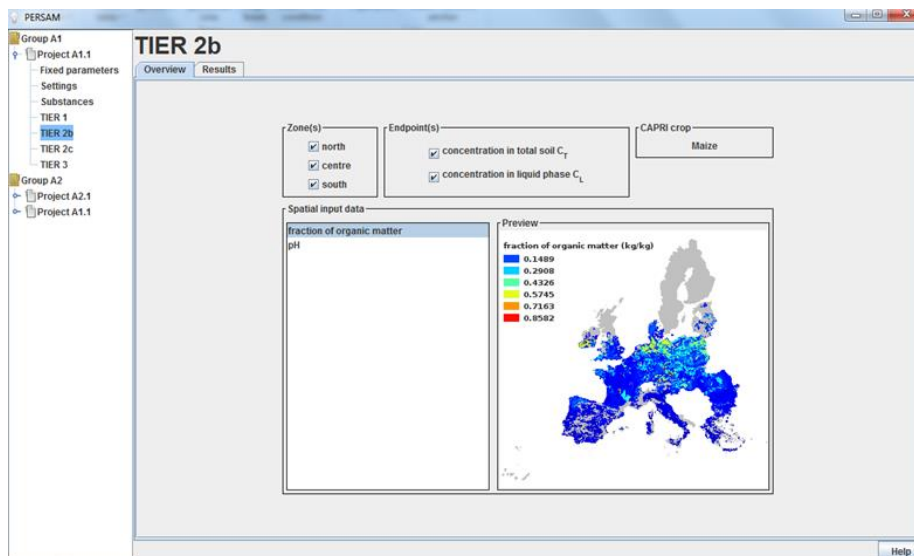 PERSAM
Group A1
Project A1.1
Fixed parameters
Settings
Substances
TIER 1
TIER 2b
TIER 2c
TIER 3
Group A2
Project A2.1
Project A1.1
TIER 2b
Overview Results
Zone(s)
north
centre
south
Endpoint(s)
concentration in total soil C_T
concentration in liquid phase C_L
CAPRI crop
Maize
Spatial input data
fraction of organic matter
pH
Preview
fraction of organic matter (kg/kg)
0.1489
0.2908
0.4326
0.5745
0.7163
0.8582
Help